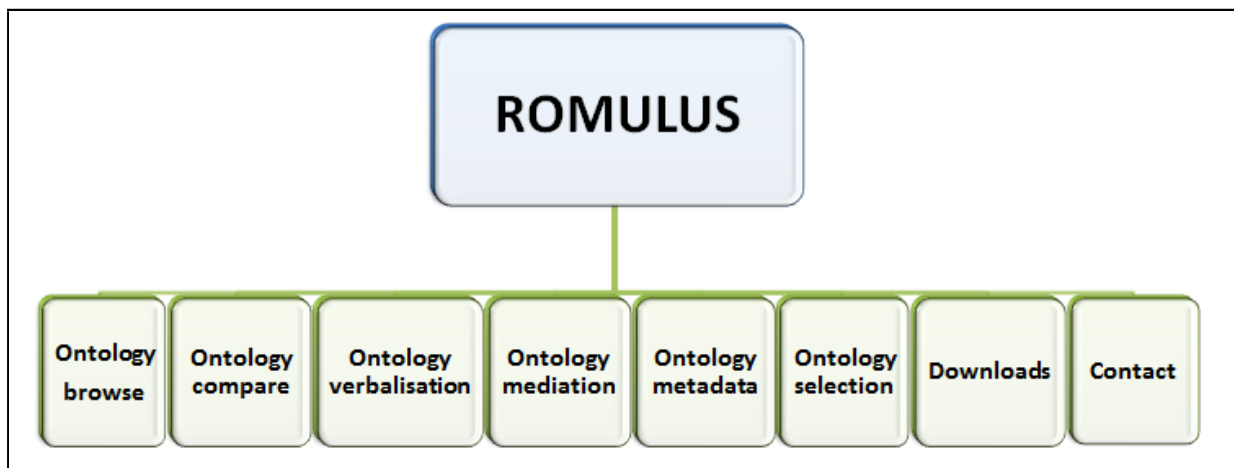 ROMULUS
Ontology
browse
Ontology
compare
Ontology
verbalisation
Ontology
mediation
Ontology
metadata
Ontology
selection
Downloads
Contact